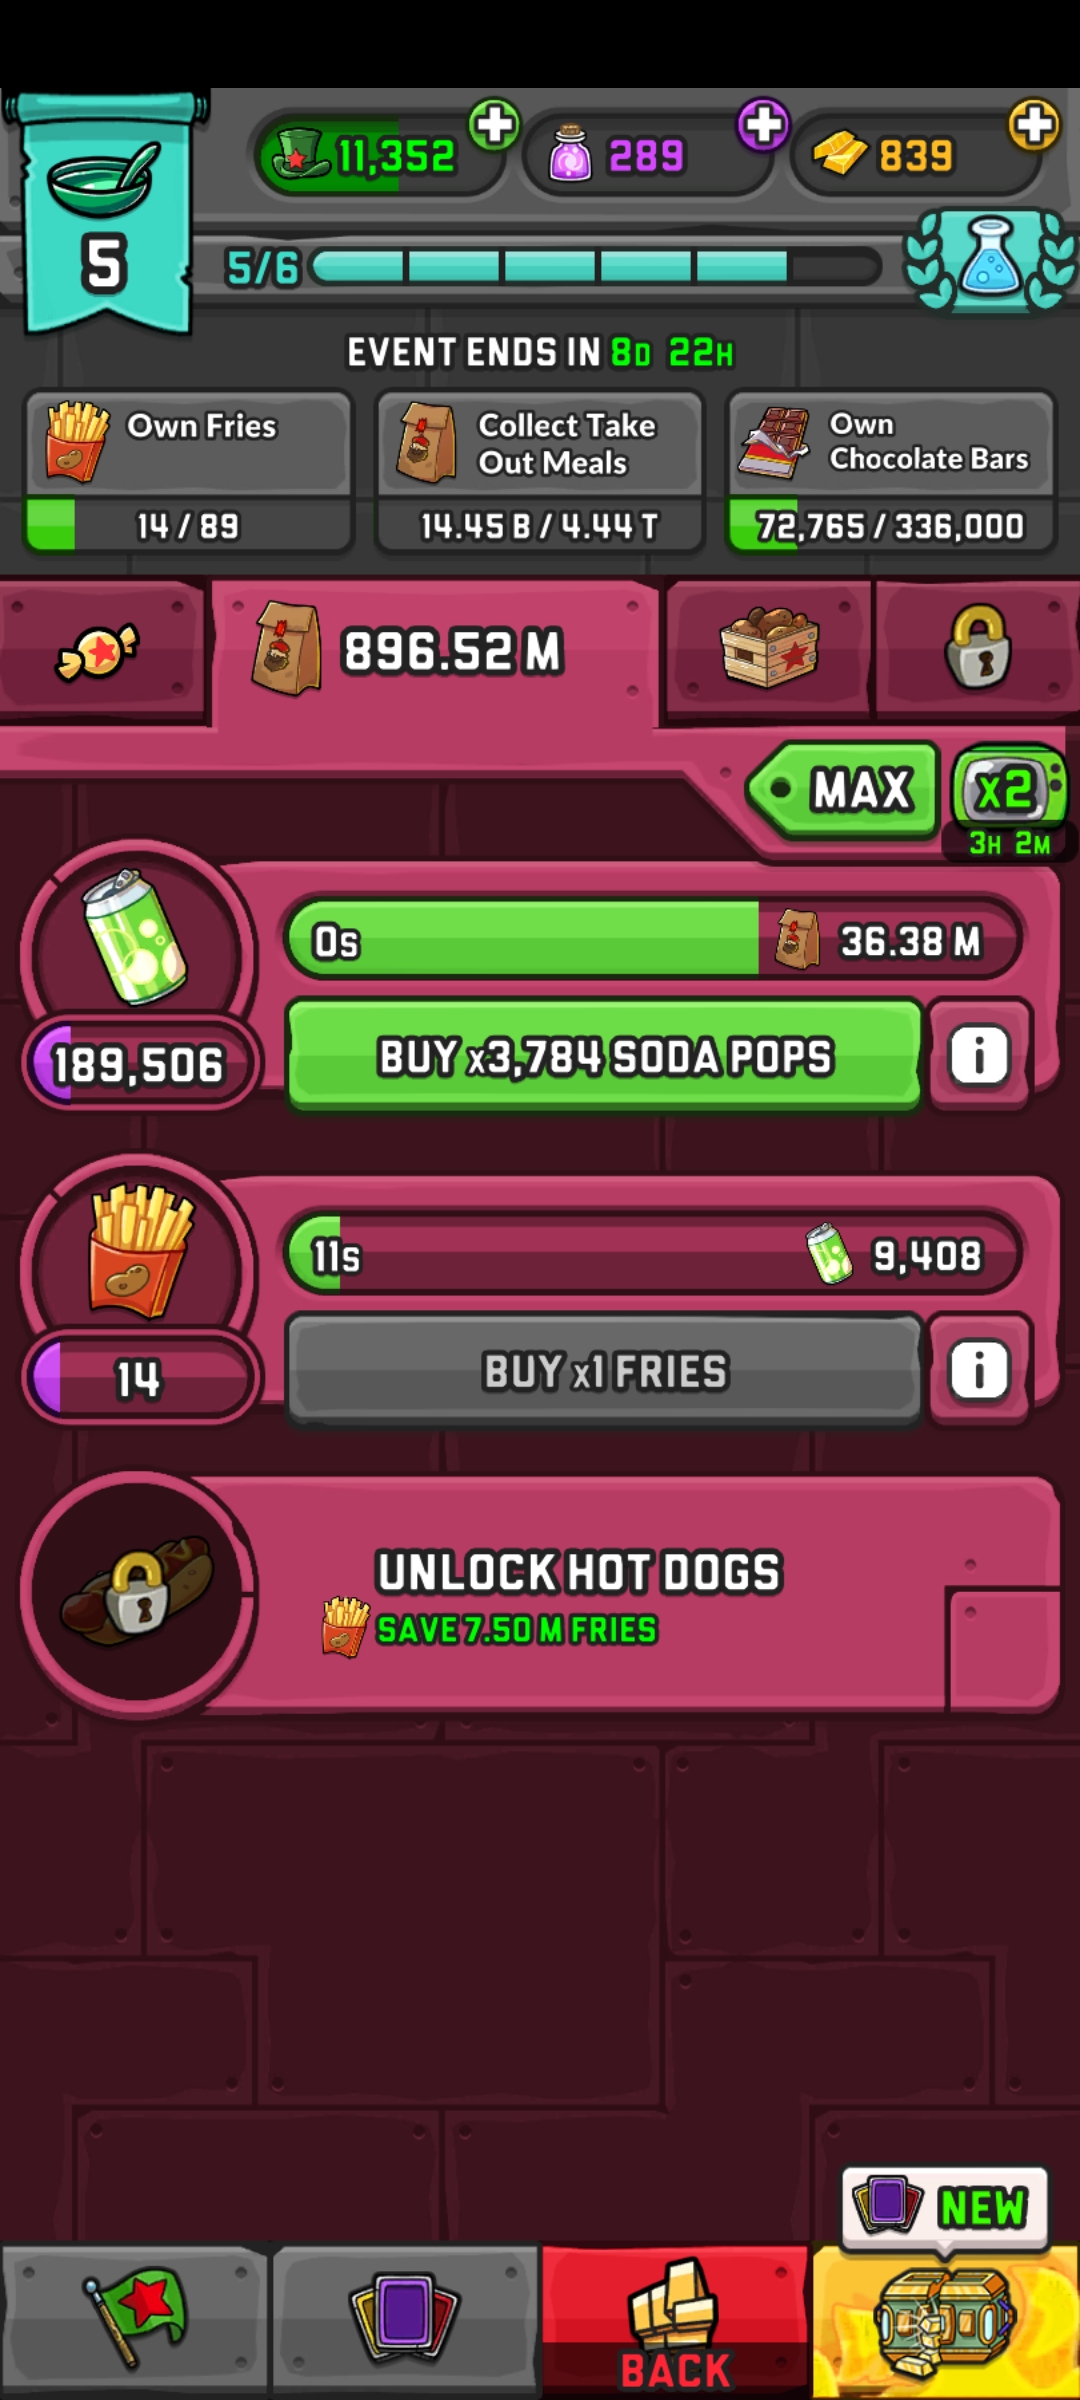 11,352
289
839
5
5/6
EVENT ENDS IN 8D 22H
Own Fries
14 / 89
Collect Take
Out Meals
14.45 B / 4.44 T
Own
Chocolate Bars
72,765 / 336,000
896.52 M
MAX
x2
3H 2M
0s
36.38 M
189,506
BUY x3,784 SODA POPS
i
11s
9,408
14
BUY x1 FRIES
i
UNLOCK HOT DOGS
SAVE 7.50 M FRIES
NEW
BACK